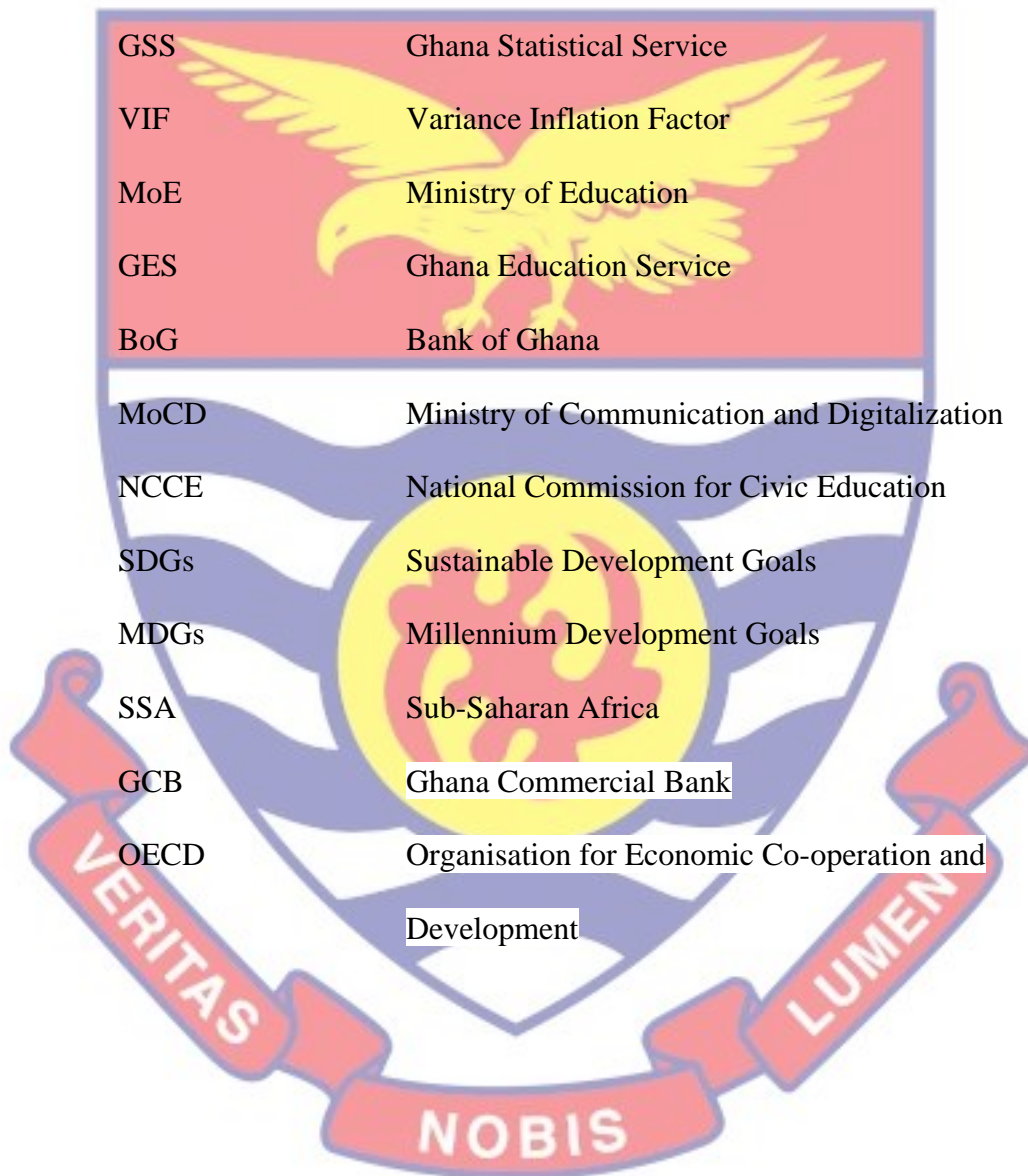 GSS Ghana Statistical Service
VIF Variance Inflation Factor
MoE Ministry of Education
GES Ghana Education Service
BoG Bank of Ghana
MoCD Ministry of Communication and Digitalization
NCCE National Commission for Civic Education
SDGs Sustainable Development Goals
MDGs Millennium Development Goals
SSA Sub-Saharan Africa
GCB Ghana Commercial Bank
OECD Organisation for Economic Co-operation and
Development
VERITAS
NOBIS
LUMEN